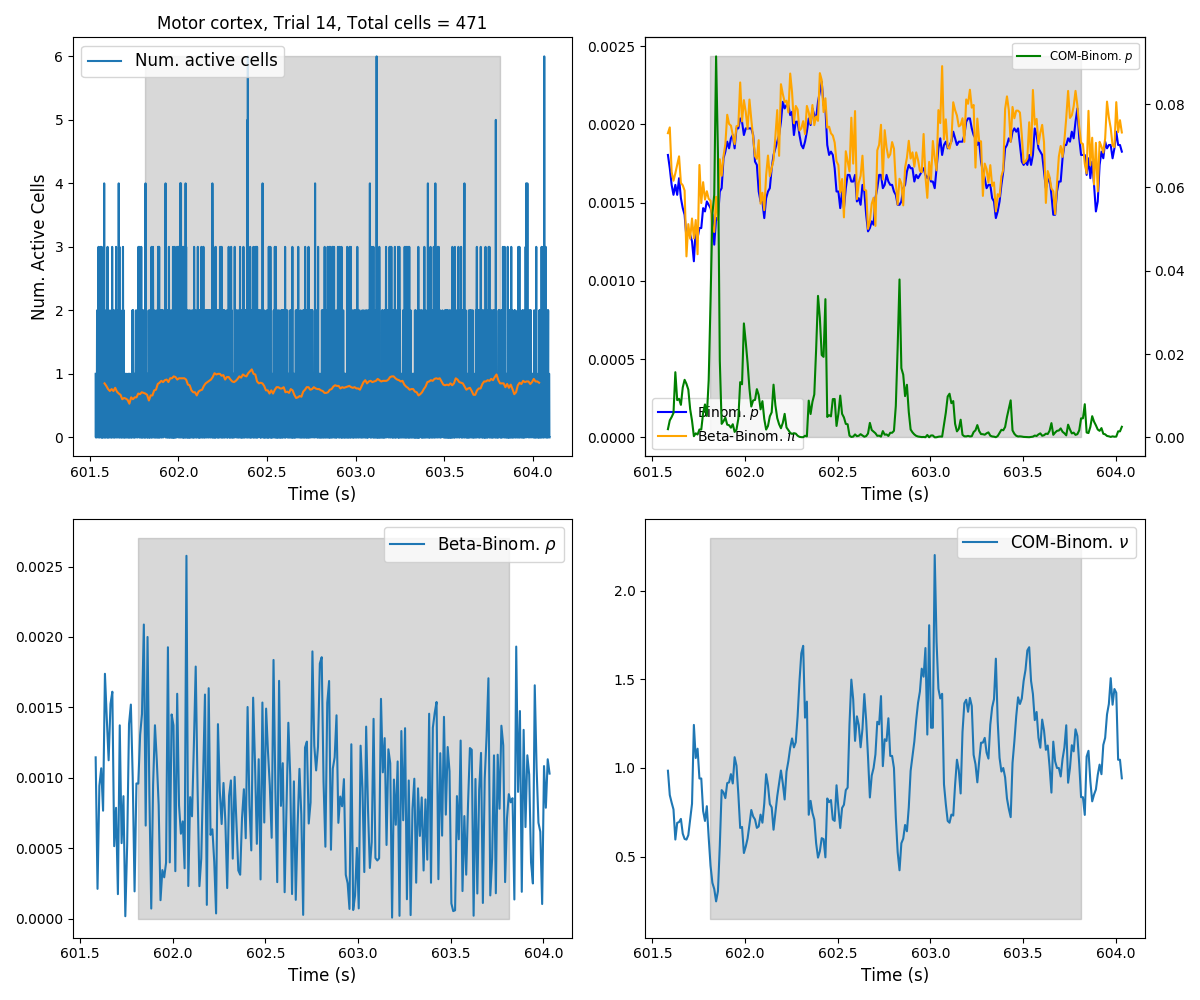 Motor cortex, Trial 14, Total cells = 471
Num. Active Cells
6
5
4
3
2
1
0
Num. active cells
601.5 602.0 602.5 603.0 603.5 604.0
Time (s)
0.0025
0.0020
0.0015
0.0010
0.0005
0.0000
COM-Binom. p
0.08
0.06
0.04
0.02
0.00
Binom. p
Beta-Binom. π
601.5 602.0 602.5 603.0 603.5 604.0
Time (s)
0.0025
0.0020
0.0015
0.0010
0.0005
0.0000
Beta-Binom. ρ
601.5 602.0 602.5 603.0 603.5 604.0
Time (s)
2.0
1.5
1.0
0.5
COM-Binom. ν
601.5 602.0 602.5 603.0 603.5 604.0
Time (s)